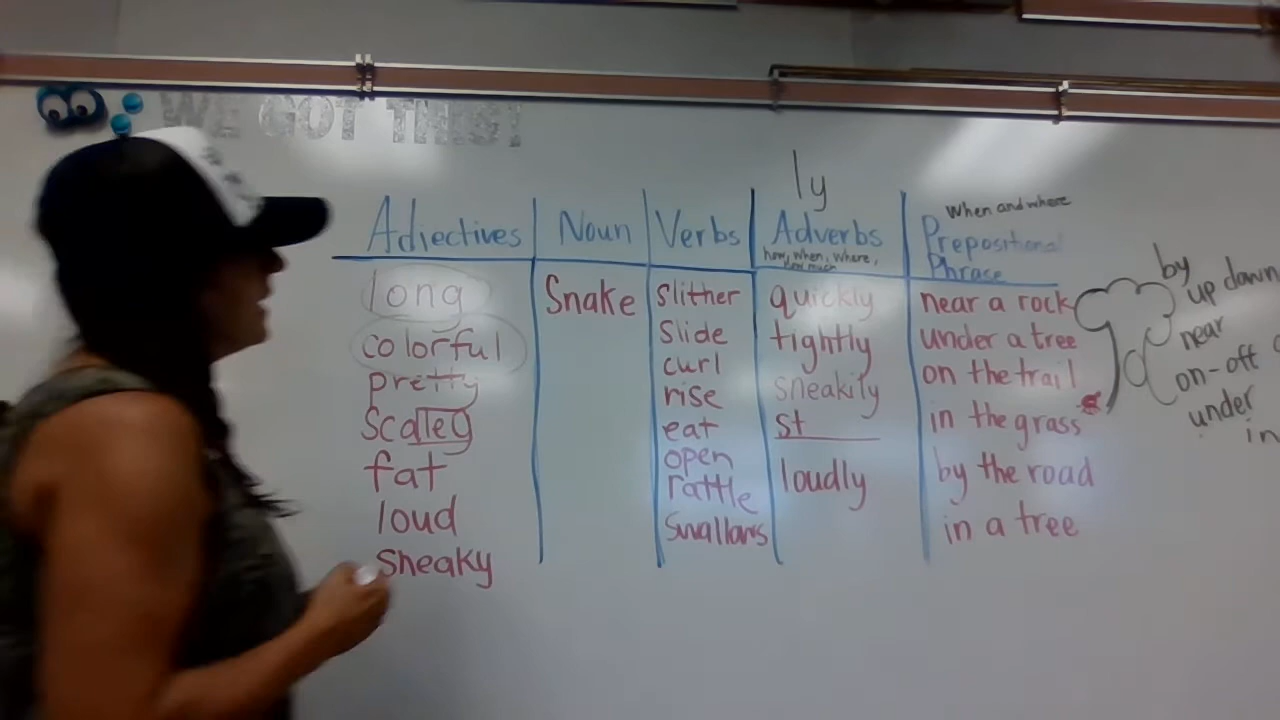 WE GOT THIS!
ly
Adjectives
Noun
Verbs
Adverbs
how, when, where,
how much
When and where
Prepositional
Phrase
long
colorful
pretty
Scaley
fat
loud
Sneaky
Snake
slither
slide
curl
rise
eat
open
rattle
Swallows
quickly
tightly
sneakily
st
loudly
near a rock
under a tree
on the trail
in the grass
by the road
in a tree
by
up down
near
on-off
under
in